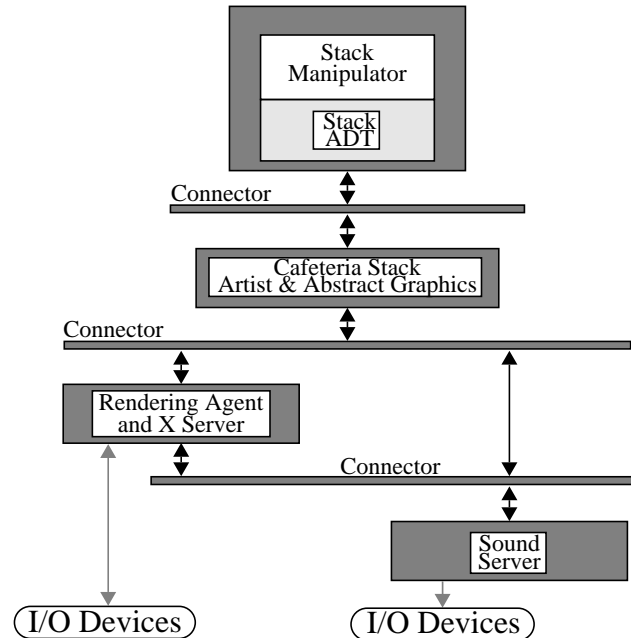 Stack
Manipulator
Stack
ADT
Connector
Cafeteria Stack
Artist & Abstract Graphics
Connector
Rendering Agent
and X Server
Connector
Sound
Server
I/O Devices
I/O Devices